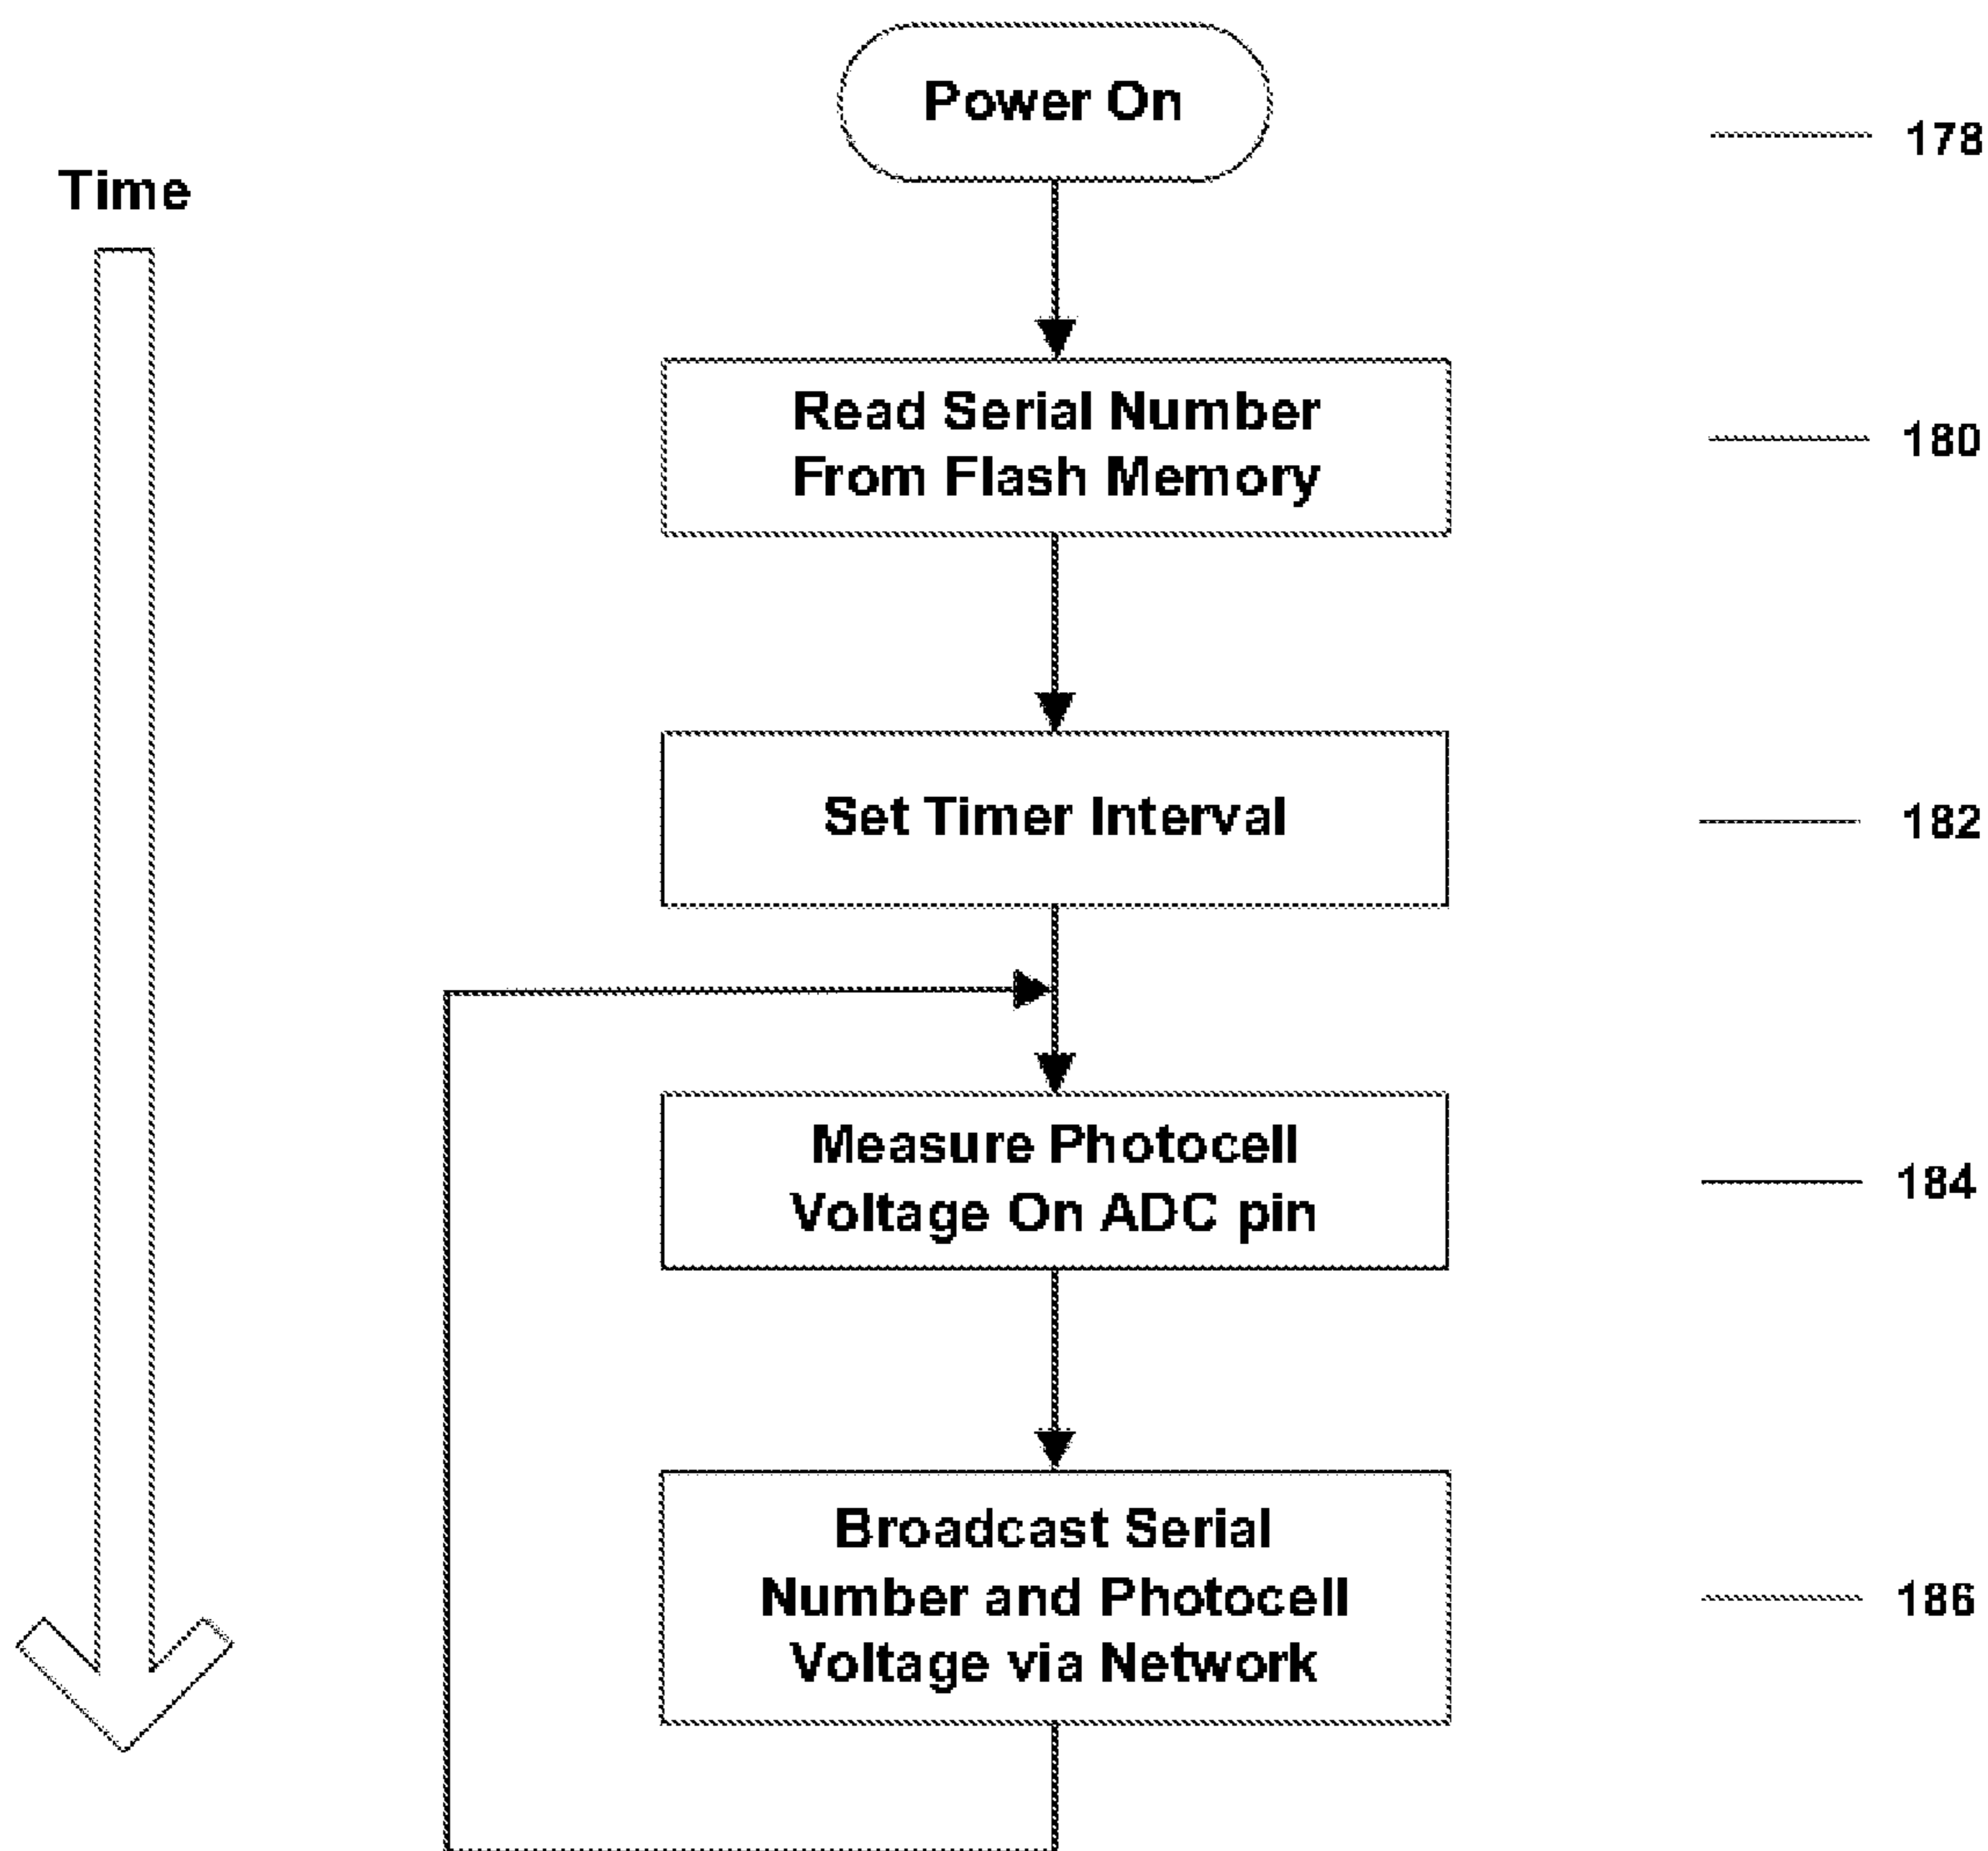 Power On
178
Time
Read Serial Number
From Flash Memory
180
Set Timer Interval
182
Measure Photocell
Voltage On ADC pin
184
Broadcast Serial
Number and Photocell
Voltage via Network
186